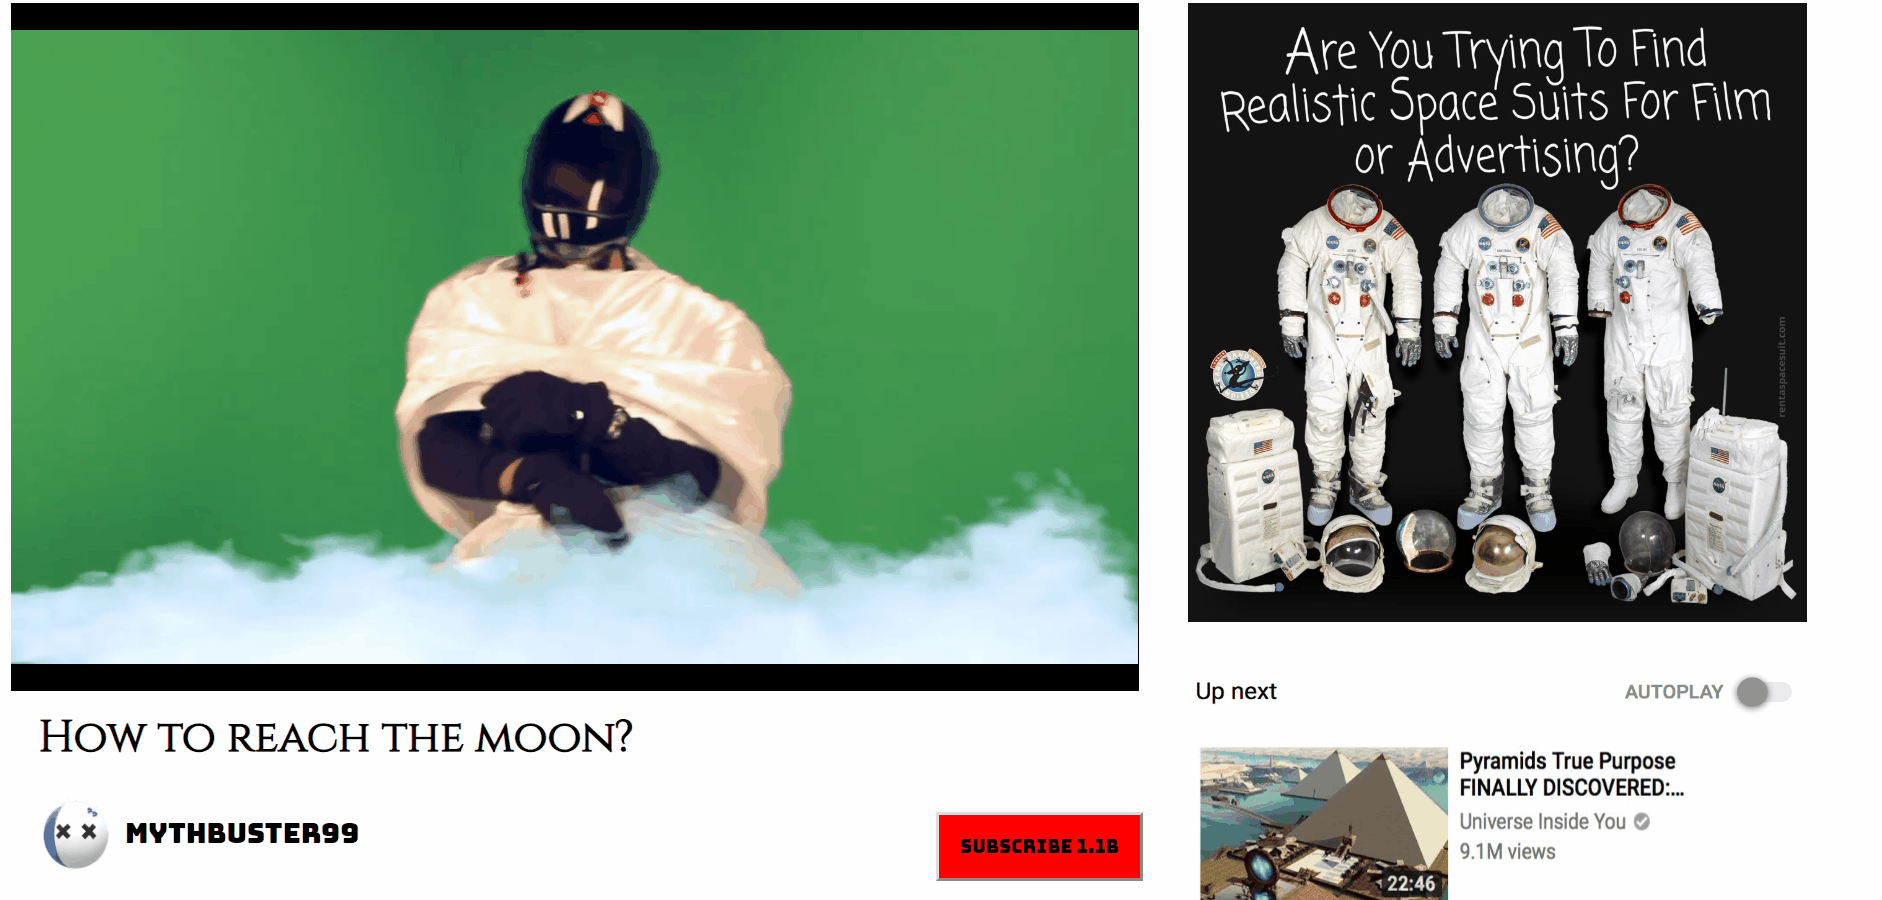 Are You Trying To Find
Realistic Space Suits For Film
or Advertising?
rentaspacesuit.com
How to reach the moon?
MYTHBUSTER99
SUBSCRIBE 1.1B
Up next
AUTOPLAY
Pyramids True Purpose
FINALLY DISCOVERED:...
Universe Inside You
9.1M views
22:46